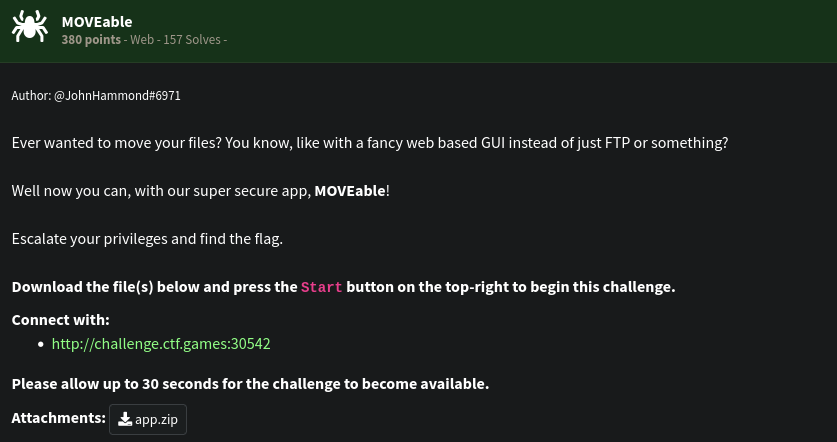 MOVEable
380 points - Web - 157 Solves -
Author: @JohnHammond#6971
Ever wanted to move your files? You know, like with a fancy web based GUI instead of just FTP or something?
Well now you can, with our super secure app, MOVEable!
Escalate your privileges and find the flag.
Download the file(s) below and press the Start button on the top-right to begin this challenge.
Connect with:
• http://challenge.ctf.games:30542
Please allow up to 30 seconds for the challenge to become available.
Attachments: app.zip